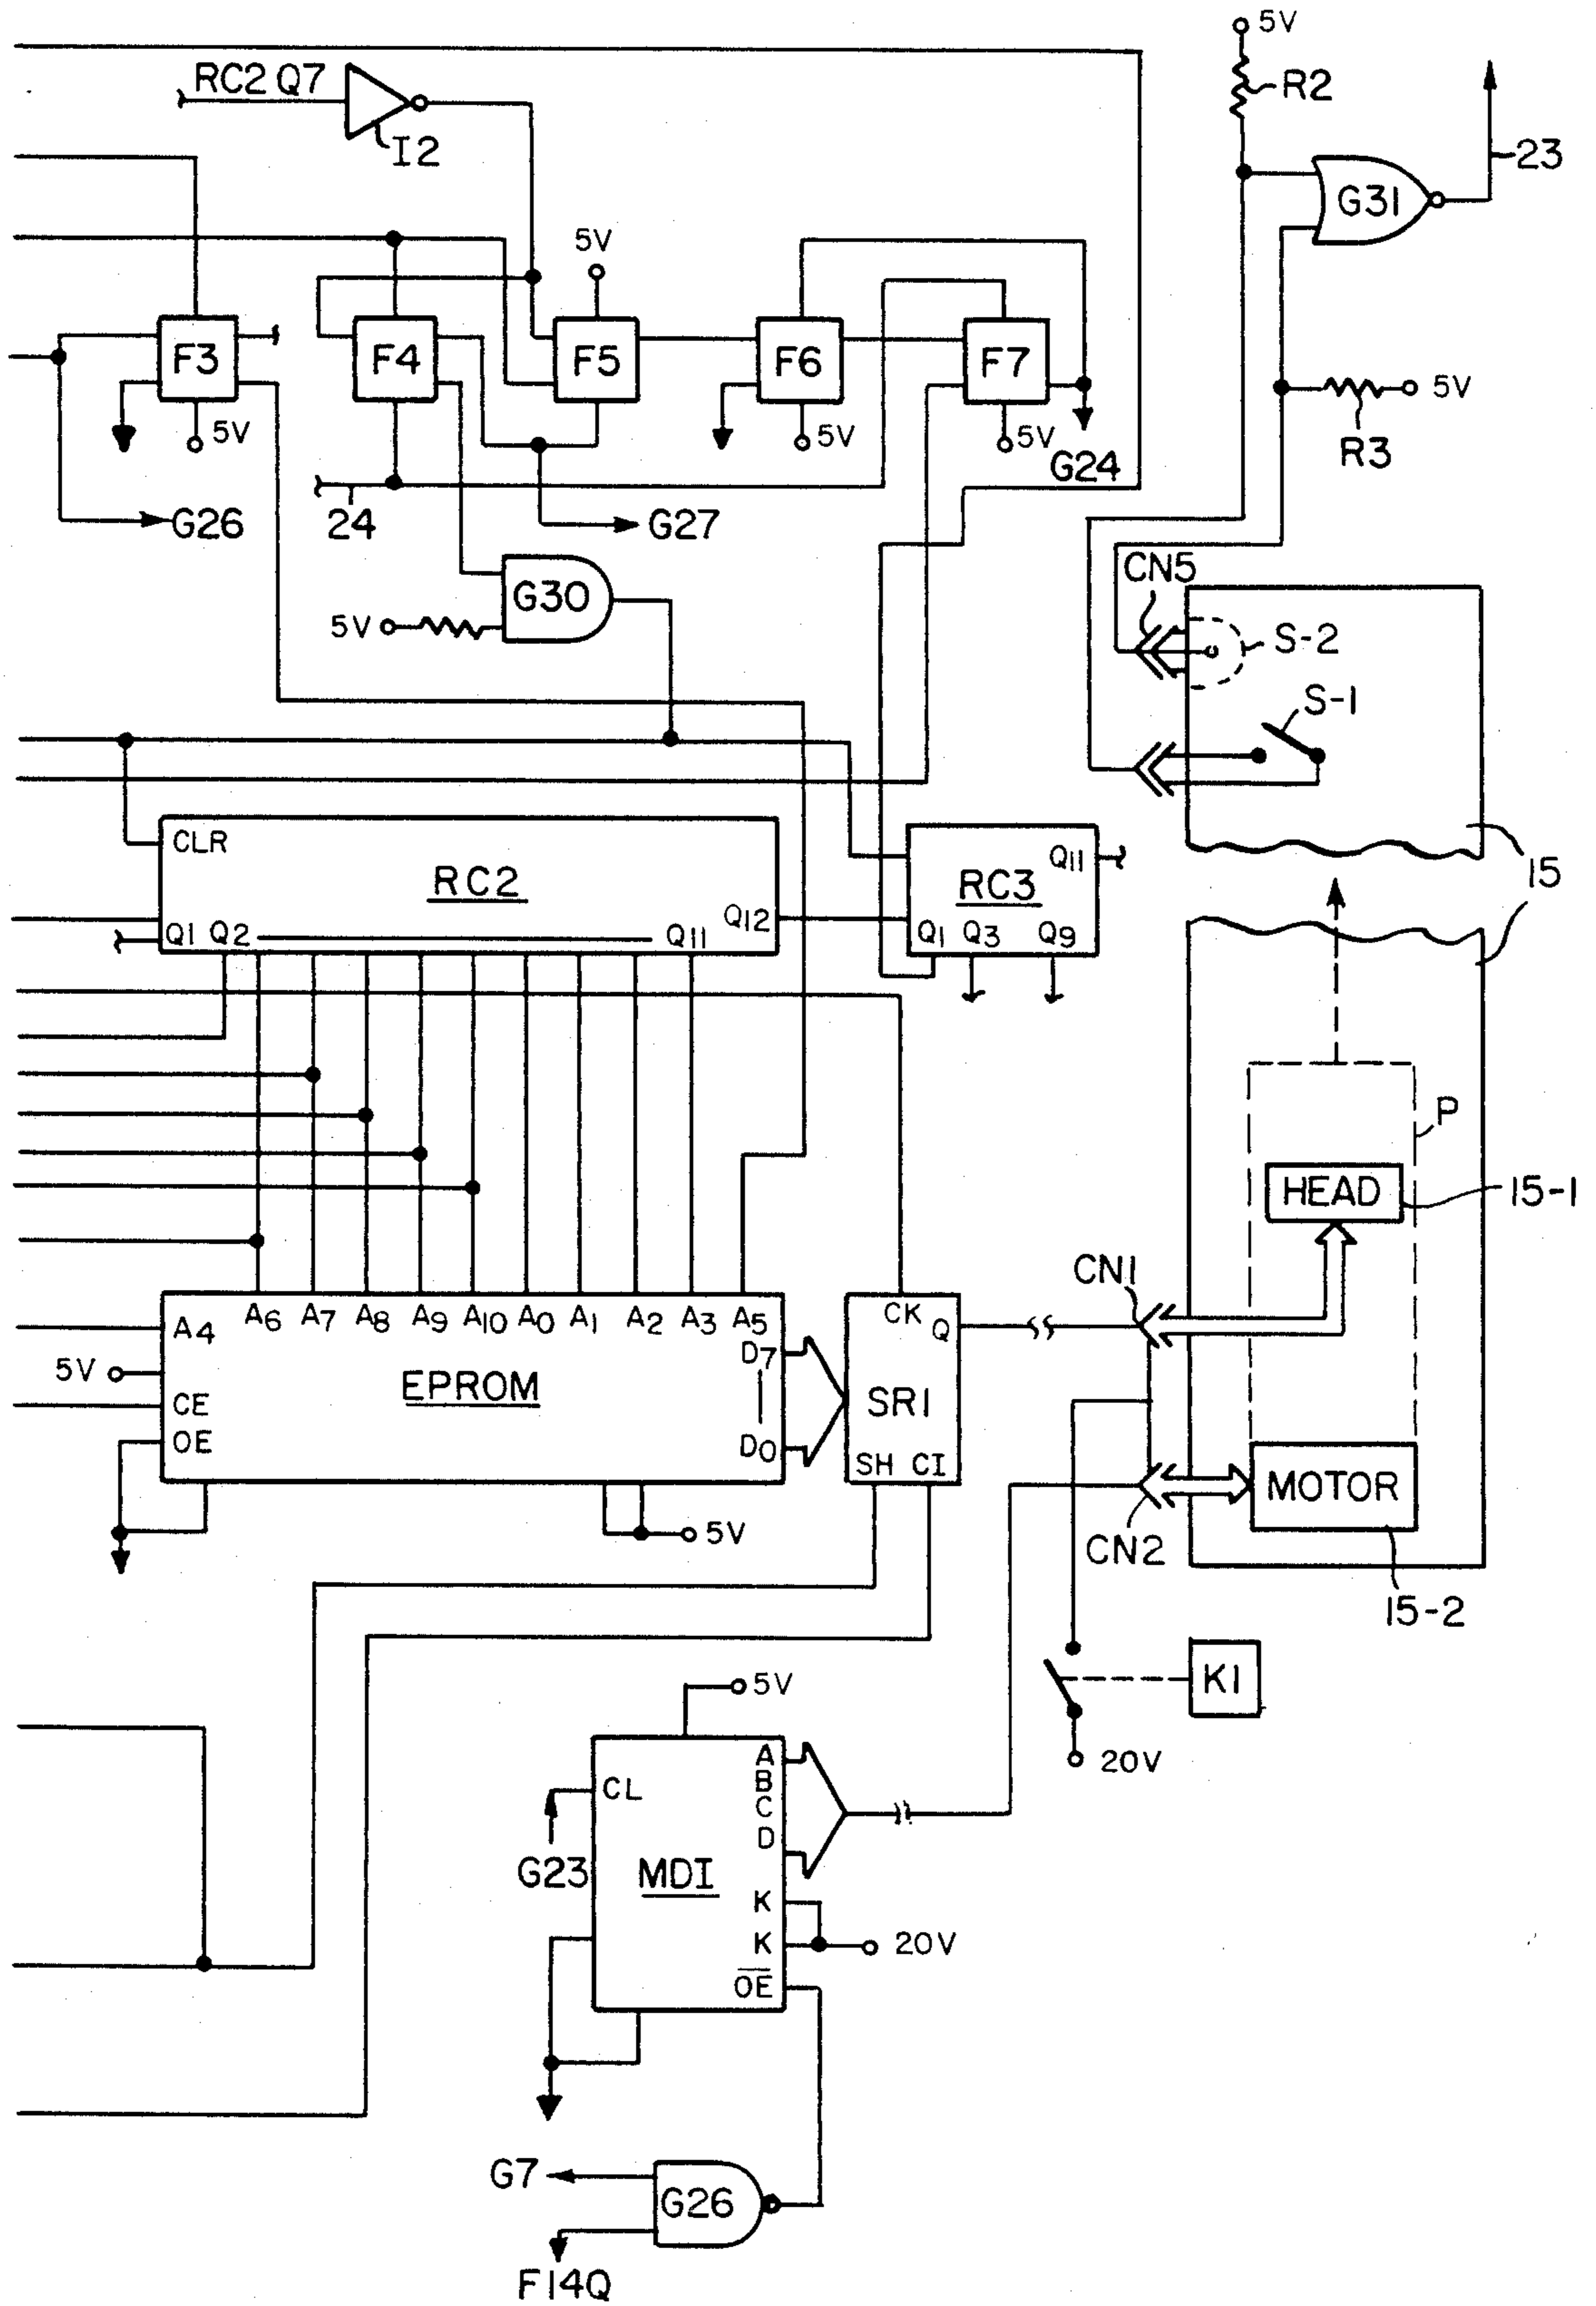 5V
RC2 Q7
R2
I2
23
G31
5V
F3
F4
F5
F6
F7
5V
5V
5V
5V
G24
R3
G26
24
G27
CN5
G30
5V
S-2
S-1
CLR
RC2
Q11
RC3
15
Q1 Q2
Q11
Q12
Q1 Q3 Q9
P
HEAD
15-1
CN1
A4
A6 A7 A8 A9 A10 A0 A1 A2 A3 A5
CK
Q
D7
5V
EPROM
CE
SR1
OE
D0
SH CI
MOTOR
5V
CN2
15-2
5V
K1
20V
CL
A
B
C
D
G23
MDI
K
K
20V
OE
G7
G26
F14Q